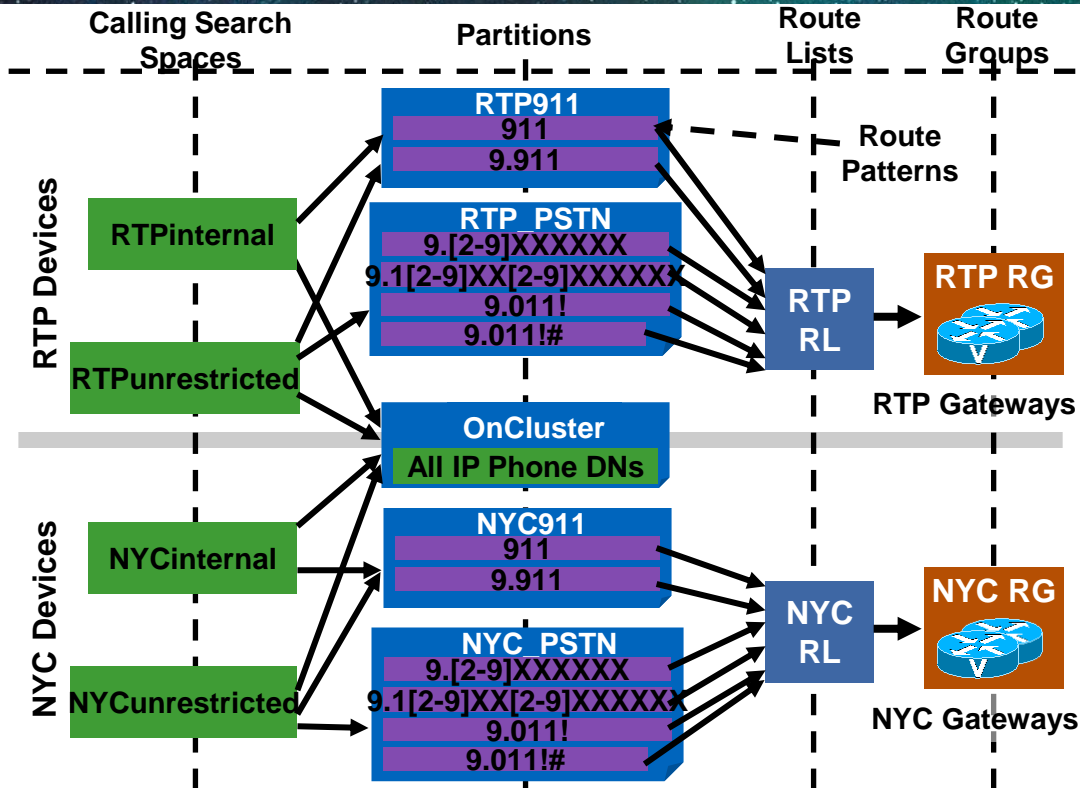 Calling Search
Spaces
Partitions
Route
Lists
Route
Groups
RTP Devices
RTPinternal
RTPunrestricted
RTP911
911
9.911
Route
Patterns
RTP_PSTN
9.[2-9]XXXXXX
9.1[2-9]XX[2-9]XXXXXX
9.011!
9.011!#
RTP
RL
RTP RG
V
RTP Gateways
OnCluster
All IP Phone DNs
NYC Devices
NYCinternal
NYCunrestricted
NYC911
911
9.911
NYC_PSTN
9.[2-9]XXXXXX
9.1[2-9]XX[2-9]XXXXXX
9.011!
9.011!#
NYC
RL
NYC RG
V
NYC Gateways